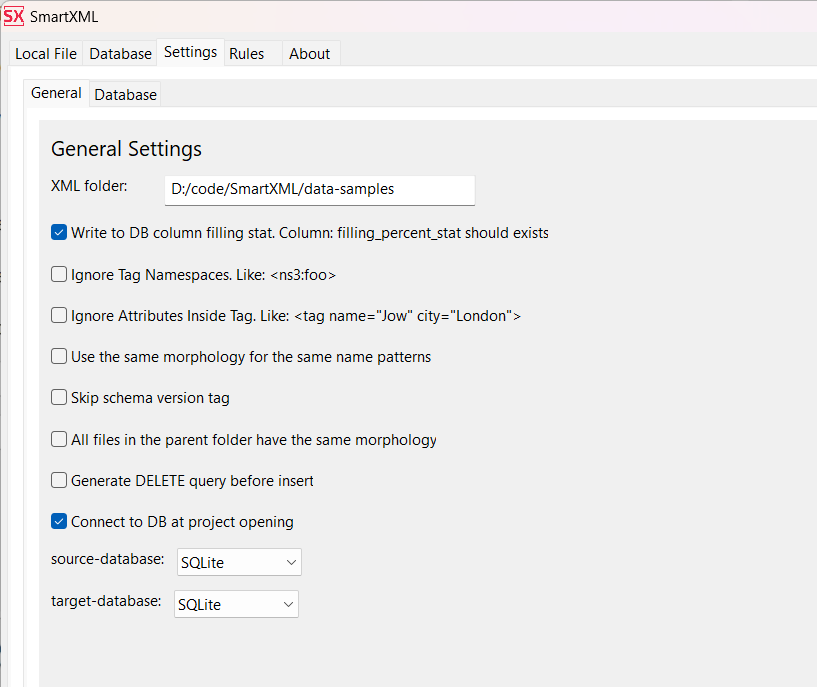 SX SmartXML
Local File Database Settings Rules About
General Database
General Settings
XML folder: D:/code/SmartXML/data-samples
Write to DB column filling stat. Column: filling_percent_stat should exists
Ignore Tag Namespaces. Like: <ns3:foo>
Ignore Attributes Inside Tag. Like: <tag name="Jow" city="London">
Use the same morphology for the same name patterns
Skip schema version tag
All files in the parent folder have the same morphology
Generate DELETE query before insert
Connect to DB at project opening
source-database: SQLite
target-database: SQLite